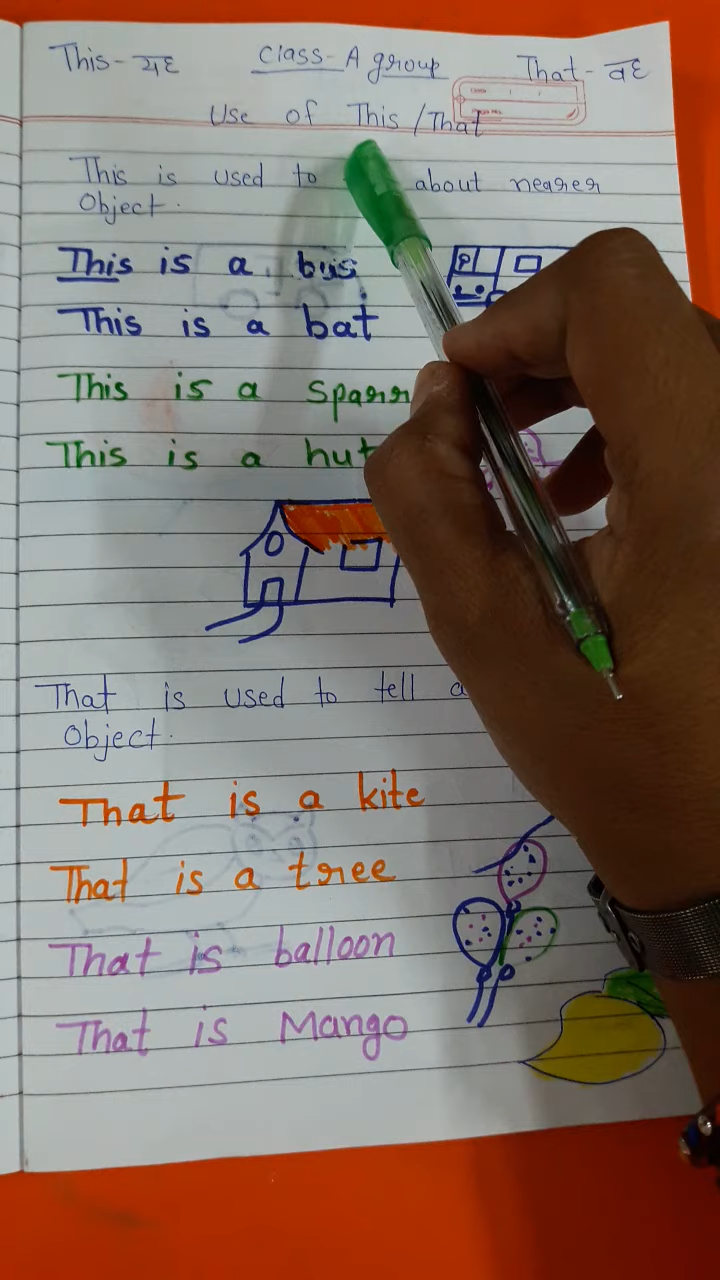 This - यह Class - A group That - वह
Use of This / That
This is used to about nearer
Object.
This is a bus
This is a bat
This is a
This is a hut
That is used to tell
Object.
That is a kite
That is a tree
That is balloon
That is Mango